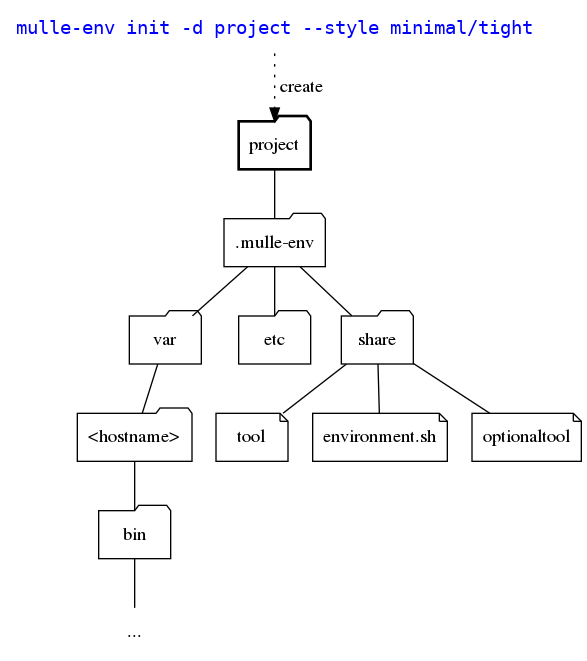 mulle-env init -d project --style minimal/tight
create
project
.mulle-env
var
etc
share
<hostname>
tool
environment.sh
optionaltool
bin
...